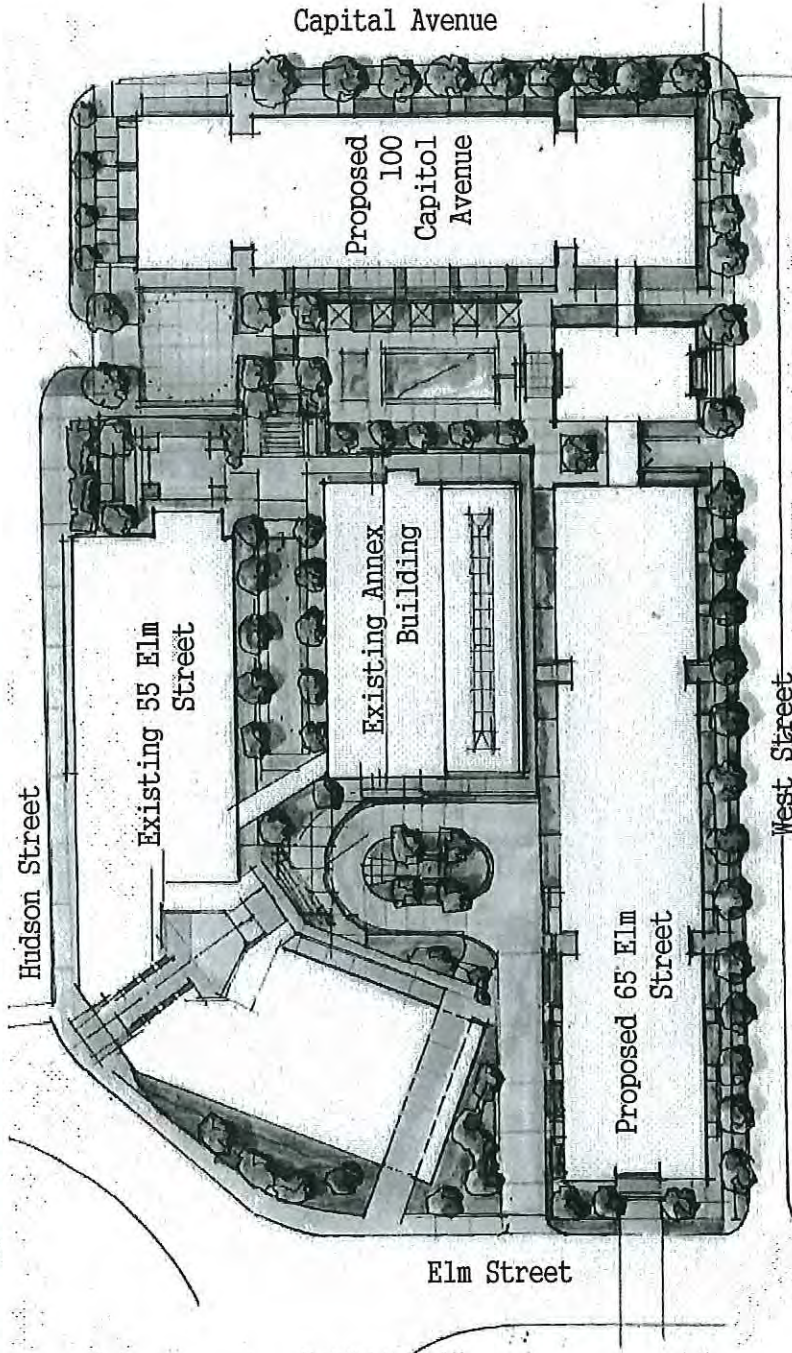 Capital Avenue
Proposed
100
Capitol
Avenue
Hudson Street
Existing 55 Elm
Street
Existing Annex
Building
West Street
Proposed 65 Elm
Street
Elm Street